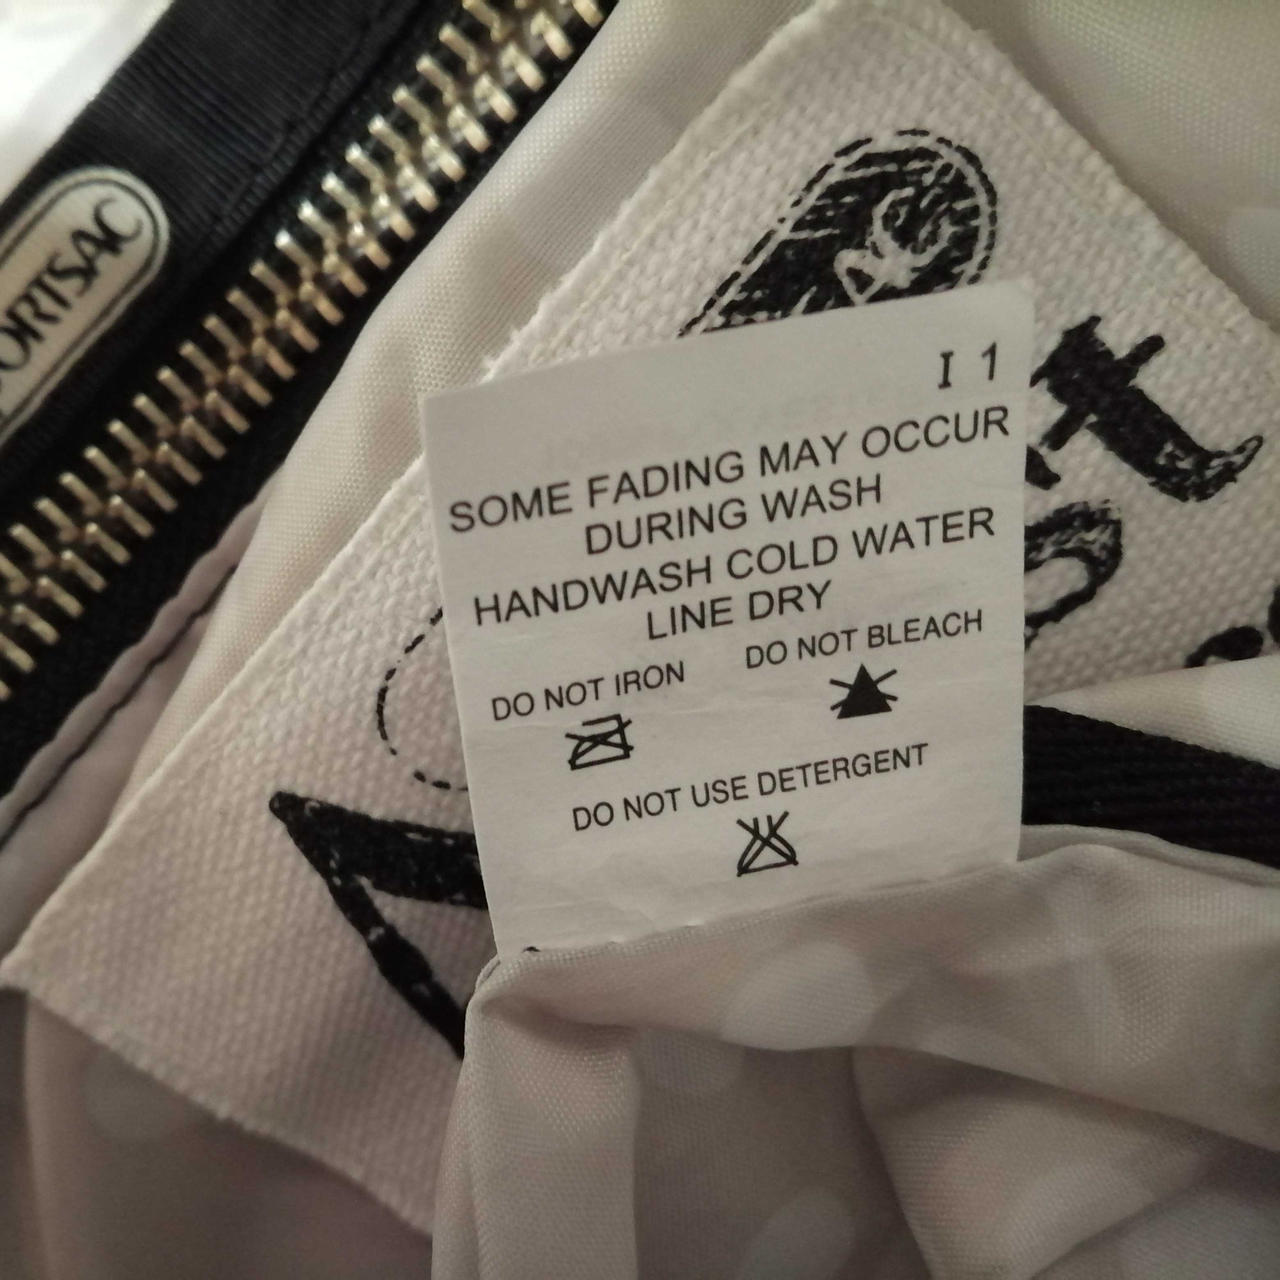 ORTSAC
I 1
SOME FADING MAY OCCUR
DURING WASH
HANDWASH COLD WATER
LINE DRY
DO NOT IRON
DO NOT BLEACH
DO NOT USE DETERGENT